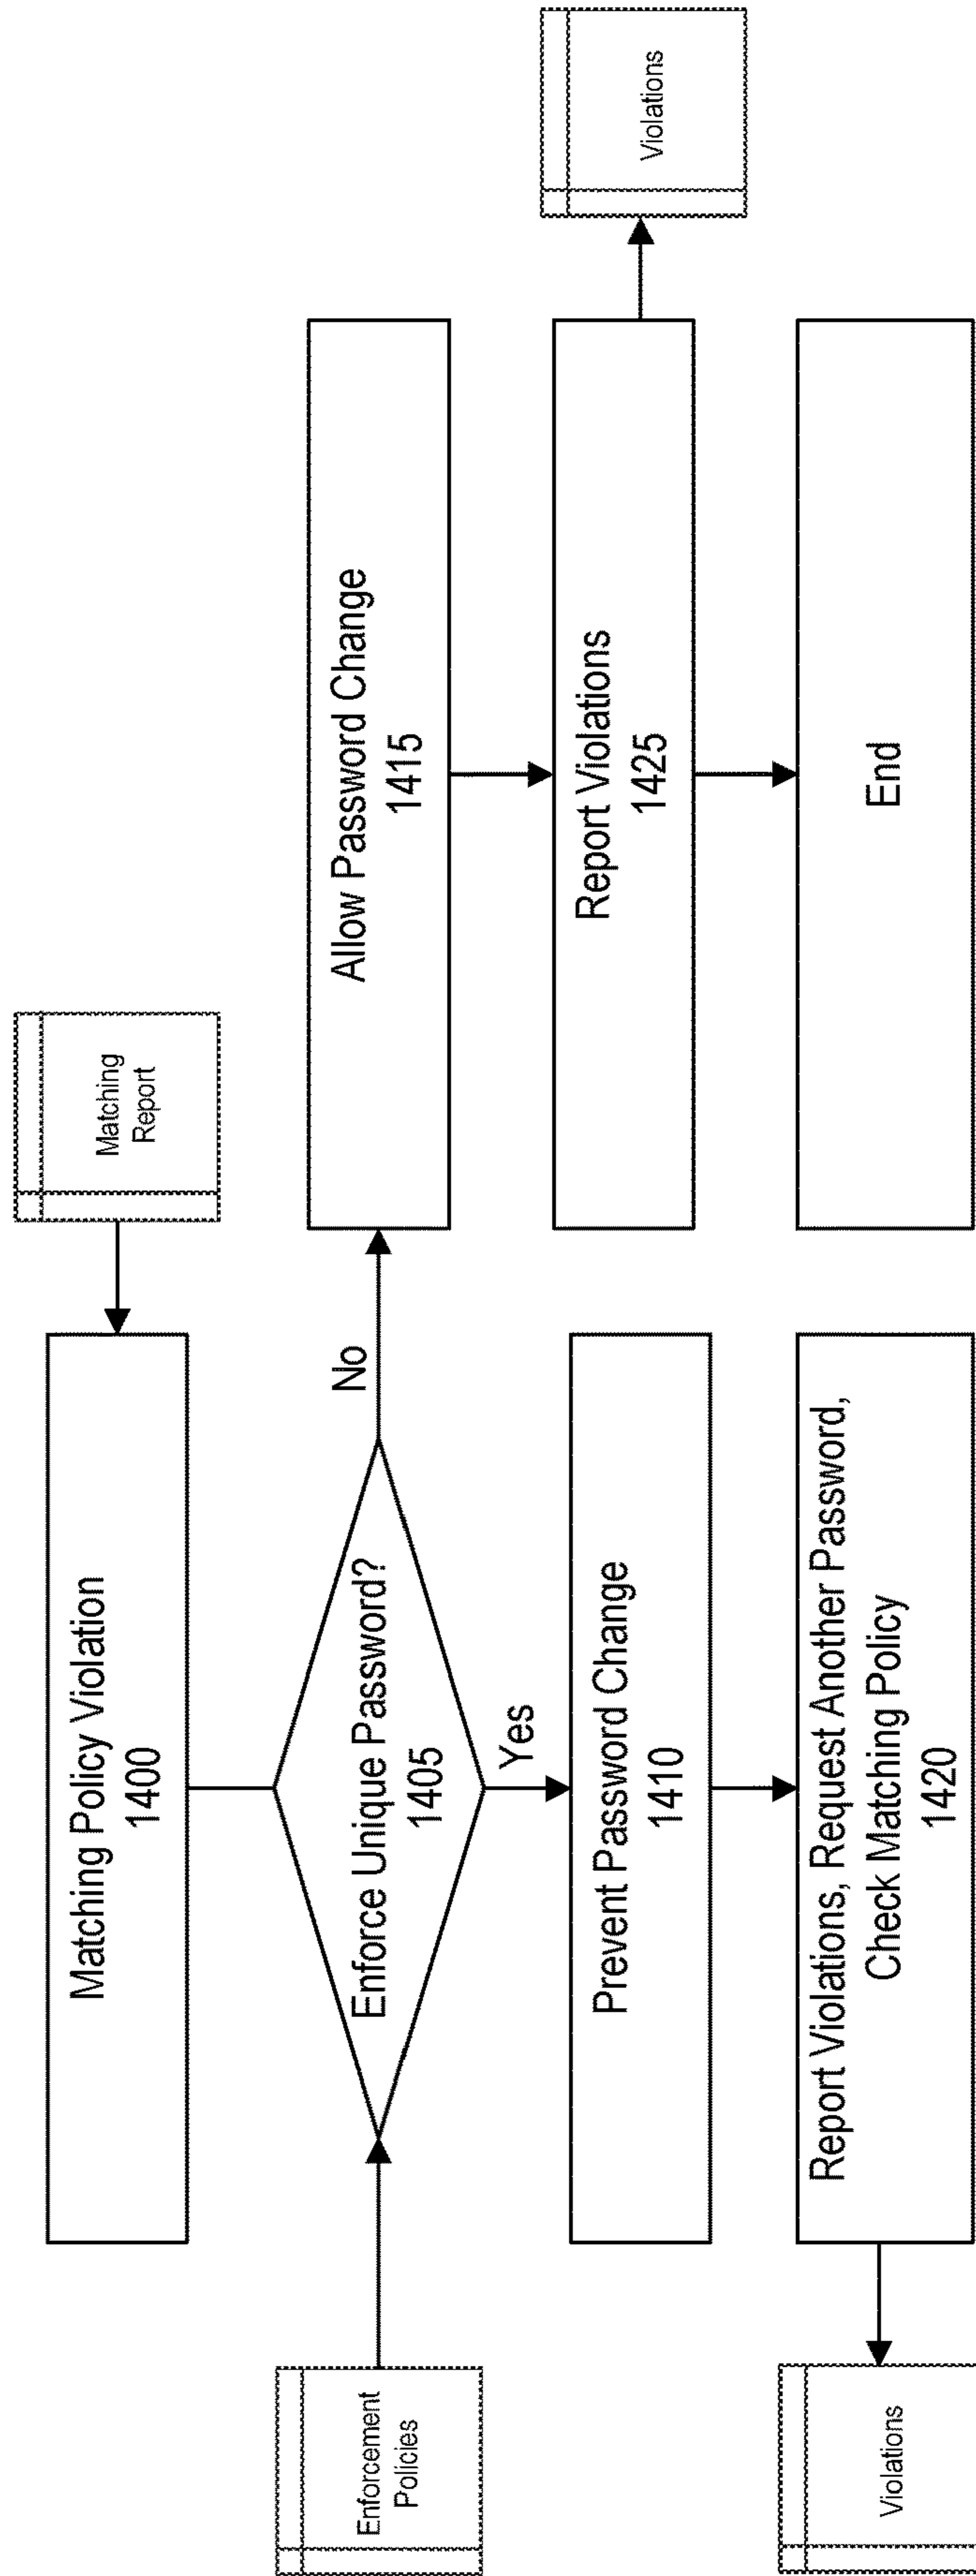 Matching Policy Violation
1400
Matching
Report
Enforcement
Policies
Enforce Unique Password?
1405
No
Yes
Allow Password Change
1415
Prevent Password Change
1410
Report Violations
1425
Violations
Violations
Report Violations, Request Another Password,
Check Matching Policy
1420
End